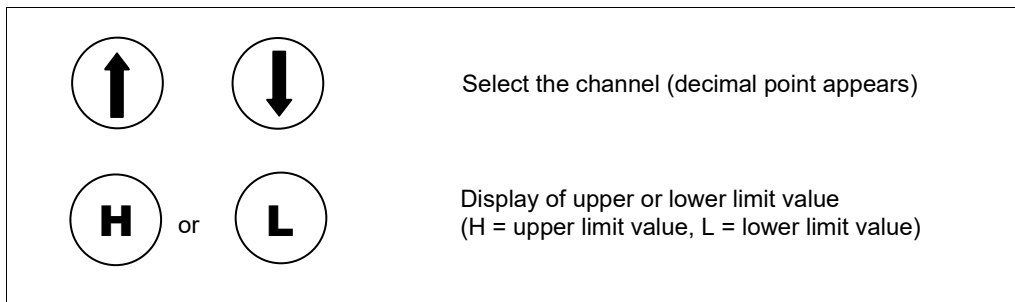 Select the channel (decimal point appears)
H or L
Display of upper or lower limit value
(H = upper limit value, L = lower limit value)